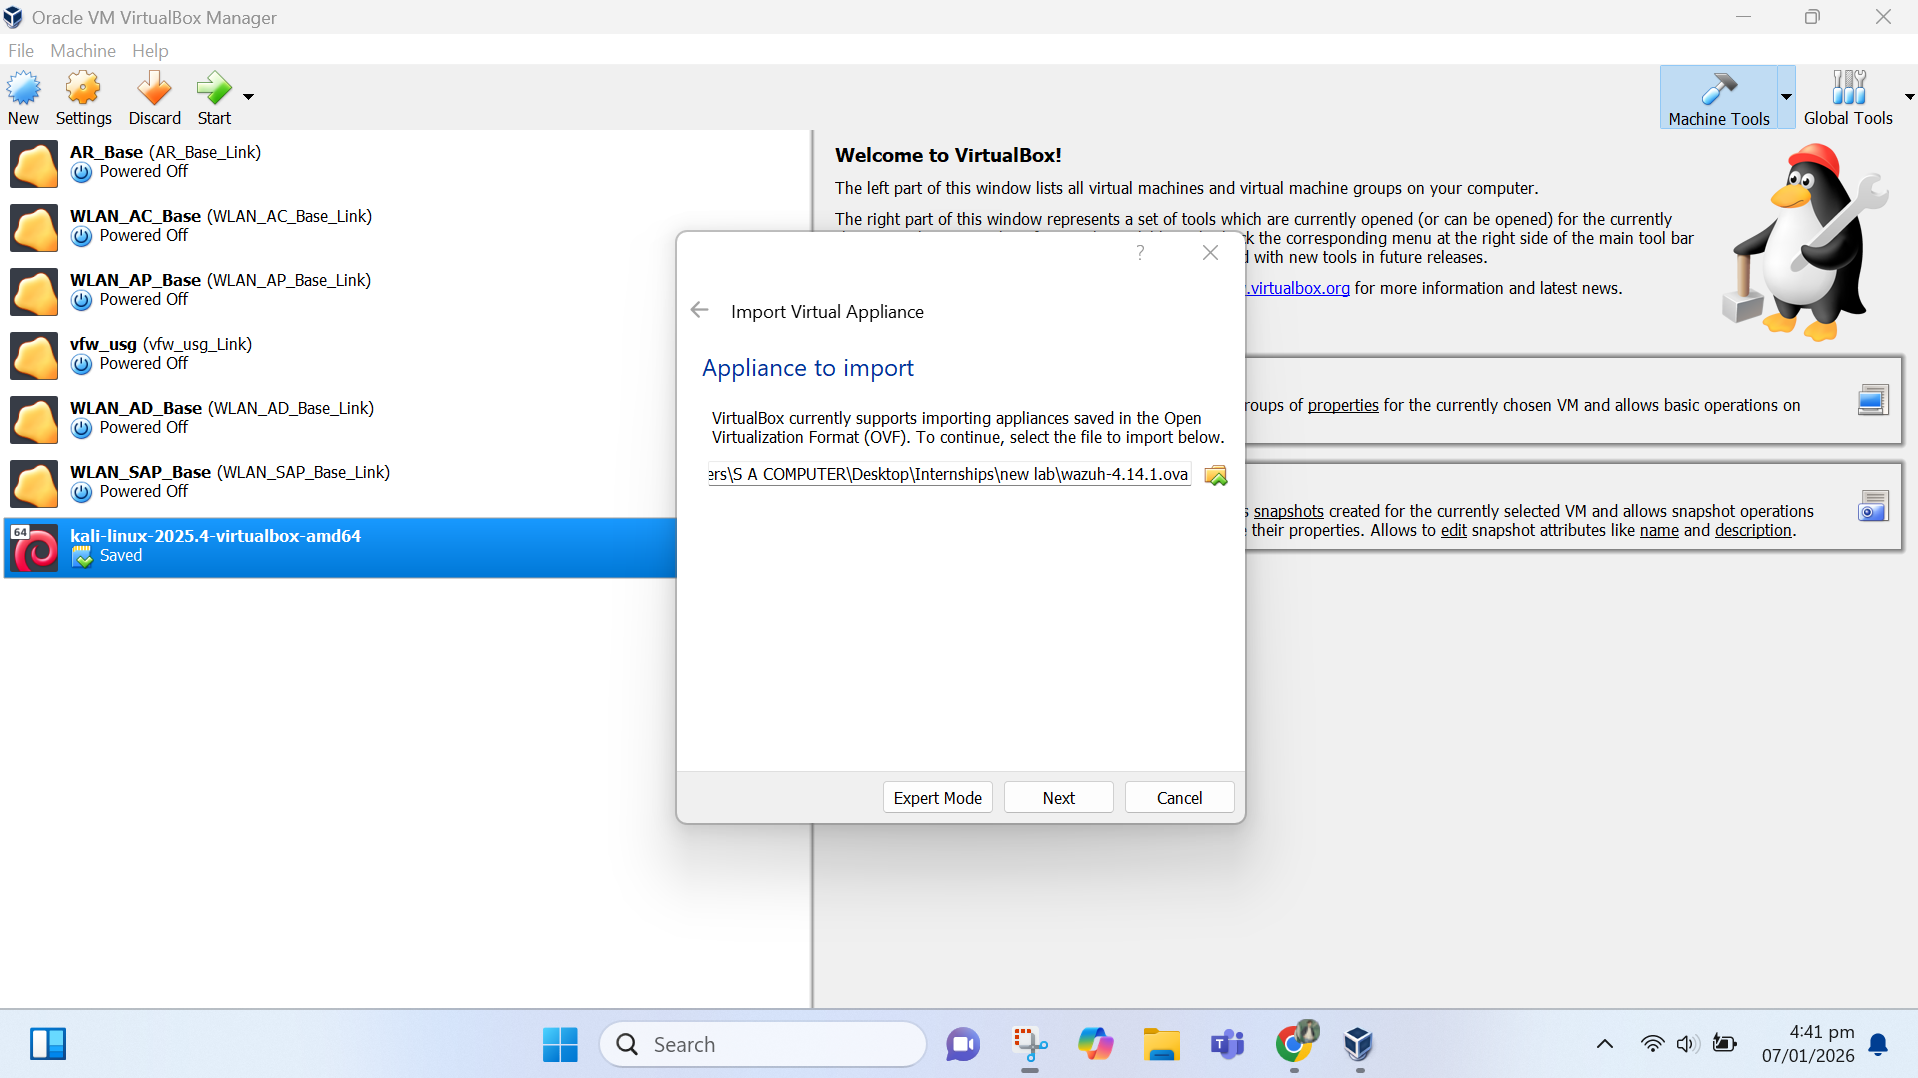 Oracle VM VirtualBox Manager
File Machine Help
New Settings Discard Start
Machine Tools Global Tools
AR_Base (AR_Base_Link)
Powered Off
WLAN_AC_Base (WLAN_AC_Base_Link)
Powered Off
WLAN_AP_Base (WLAN_AP_Base_Link)
Powered Off
vfw_usg (vfw_usg_Link)
Powered Off
WLAN_AD_Base (WLAN_AD_Base_Link)
Powered Off
WLAN_SAP_Base (WLAN_SAP_Base_Link)
Powered Off
64
kali-linux-2025.4-virtualbox-amd64
Saved
Welcome to VirtualBox!
The left part of this window lists all virtual machines and virtual machine groups on your computer.
The right part of this window represents a set of tools which are currently opened (or can be opened) for the currently
the corresponding menu at the right side of the main tool bar
with new tools in future releases.
.virtualbox.org for more information and latest news.
roups of properties for the currently chosen VM and allows basic operations on
snapshots created for the currently selected VM and allows snapshot operations
their properties. Allows to edit snapshot attributes like name and description.
?
Import Virtual Appliance
Appliance to import
VirtualBox currently supports importing appliances saved in the Open
Virtualization Format (OVF). To continue, select the file to import below.
ers\S A COMPUTER\Desktop\Internships\new lab\wazuh-4.14.1.ova
Expert Mode Next Cancel
Search
4:41 pm
07/01/2026